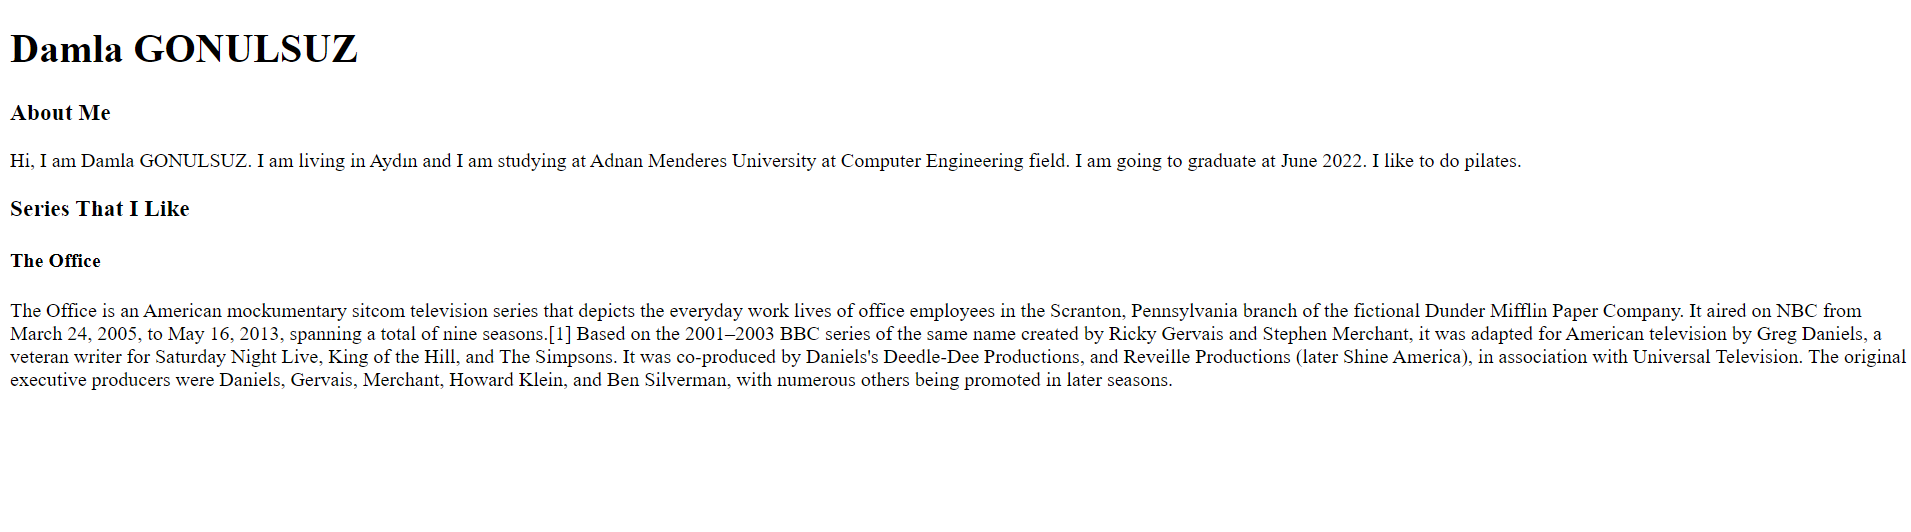 Damla GONULSUZ
About Me
Hi, I am Damla GONULSUZ. I am living in Aydın and I am studying at Adnan Menderes University at Computer Engineering field. I am going to graduate at June 2022. I like to do pilates.
Series That I Like
The Office
The Office is an American mockumentary sitcom television series that depicts the everyday work lives of office employees in the Scranton, Pennsylvania branch of the fictional Dunder Mifflin Paper Company. It aired on NBC from
March 24, 2005, to May 16, 2013, spanning a total of nine seasons.[1] Based on the 2001–2003 BBC series of the same name created by Ricky Gervais and Stephen Merchant, it was adapted for American television by Greg Daniels, a
veteran writer for Saturday Night Live, King of the Hill, and The Simpsons. It was co-produced by Daniels's Deedle-Dee Productions, and Reveille Productions (later Shine America), in association with Universal Television. The original
executive producers were Daniels, Gervais, Merchant, Howard Klein, and Ben Silverman, with numerous others being promoted in later seasons.